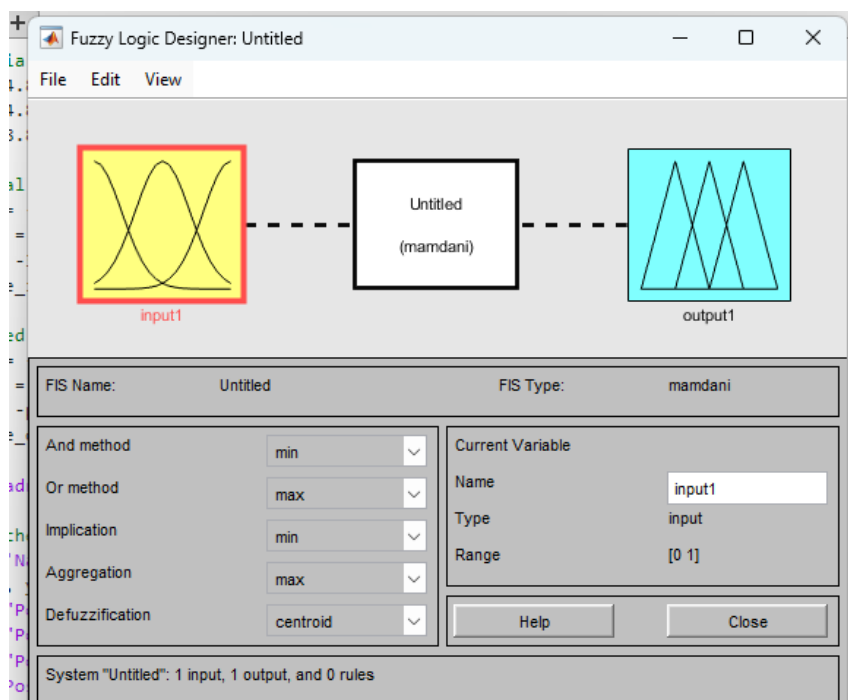 Fuzzy Logic Designer: Untitled
File Edit View
Untitled
(mamdani)
input1
output1
FIS Name: Untitled FIS Type: mamdani
And method min
Or method max
Implication min
Aggregation max
Defuzzification centroid
Current Variable
Name input1
Type input
Range [0 1]
Help Close
System "Untitled": 1 input, 1 output, and 0 rules